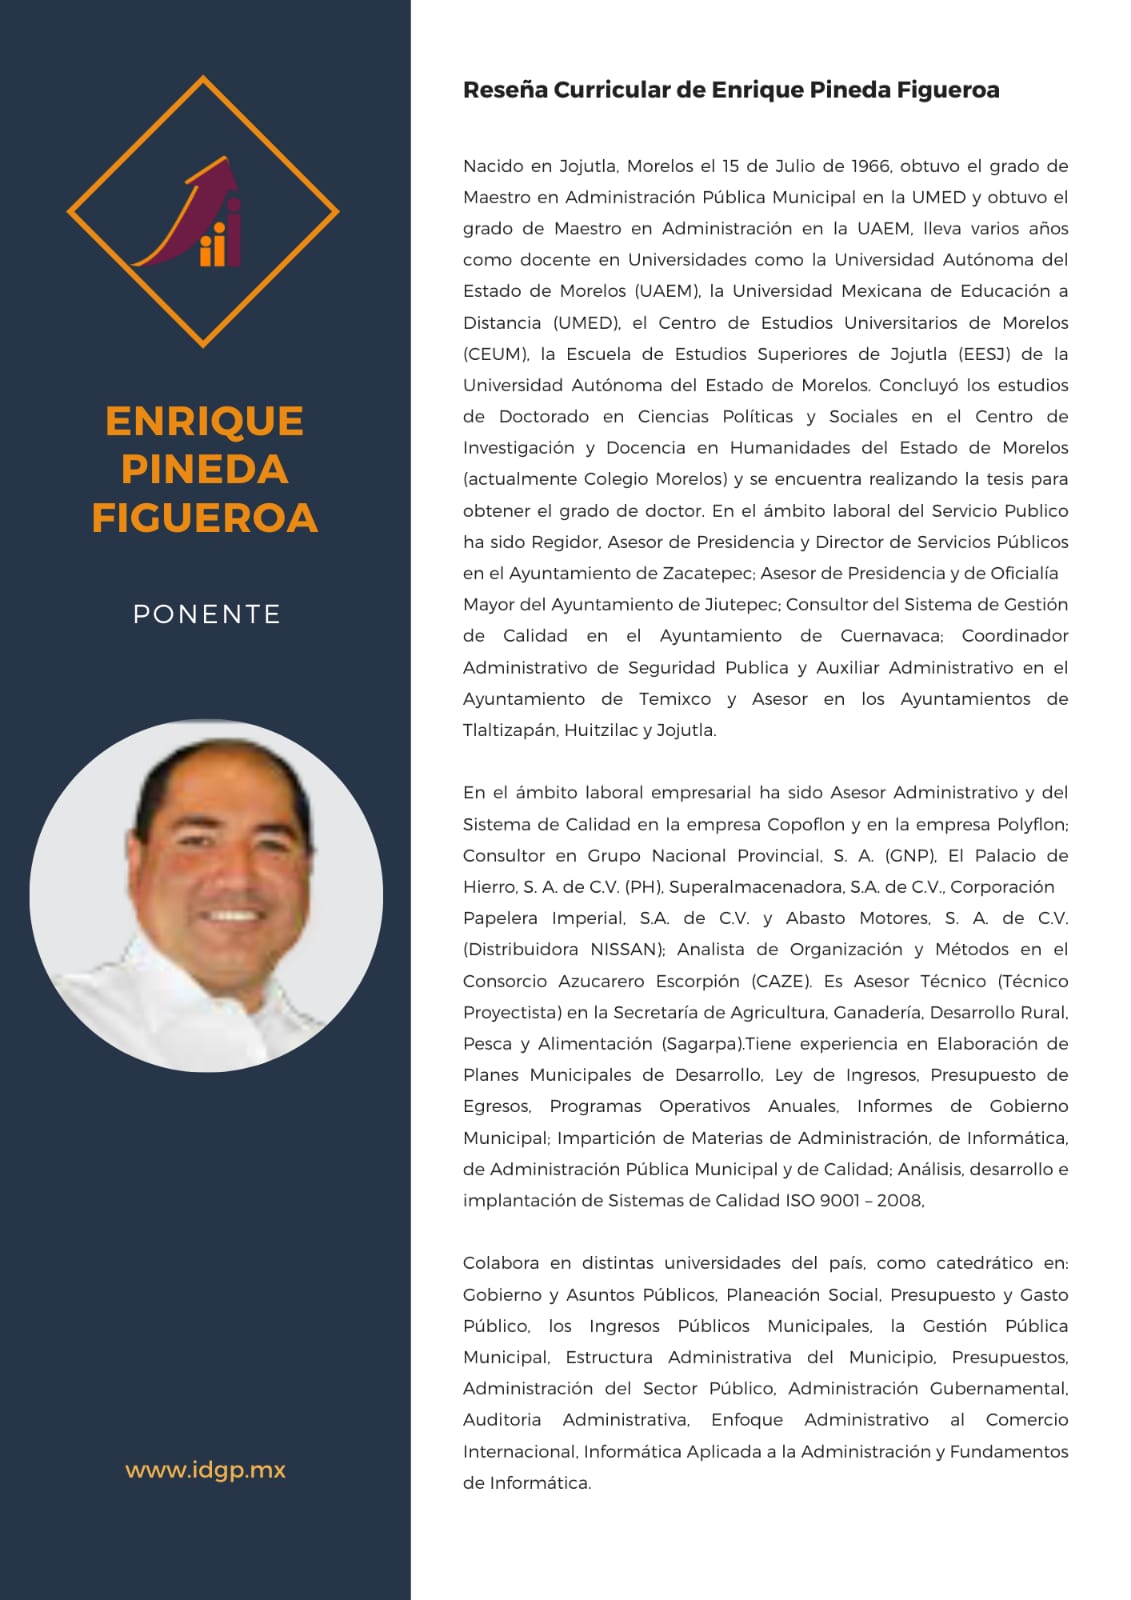 ENRIQUE
PINEDA
FIGUEROA
PONENTE
www.idgp.mx
Reseña Curricular de Enrique Pineda Figueroa
Nacido en Jojutla, Morelos el 15 de Julio de 1966, obtuvo el grado de
Maestro en Administración Pública Municipal en la UMED y obtuvo el
grado de Maestro en Administración en la UAEM, lleva varios años
como docente en Universidades como la Universidad Autónoma del
Estado de Morelos (UAEM), la Universidad Mexicana de Educación a
Distancia (UMED), el Centro de Estudios Universitarios de Morelos
(CEUM), la Escuela de Estudios Superiores de Jojutla (EESJ) de la
Universidad Autónoma del Estado de Morelos. Concluyó los estudios
de Doctorado en Ciencias Políticas y Sociales en el Centro de
Investigación y Docencia en Humanidades del Estado de Morelos
(actualmente Colegio Morelos) y se encuentra realizando la tesis para
obtener el grado de doctor. En el ámbito laboral del Servicio Publico
ha sido Regidor, Asesor de Presidencia y Director de Servicios Públicos
en el Ayuntamiento de Zacatepec; Asesor de Presidencia y de Oficialía
Mayor del Ayuntamiento de Jiutepec; Consultor del Sistema de Gestión
de Calidad en el Ayuntamiento de Cuernavaca; Coordinador
Administrativo de Seguridad Publica y Auxiliar Administrativo en el
Ayuntamiento de Temixco y Asesor en los Ayuntamientos de
Tlaltizapán, Huitzilac y Jojutla.
En el ámbito laboral empresarial ha sido Asesor Administrativo y del
Sistema de Calidad en la empresa Copoflon y en la empresa Polyflon;
Consultor en Grupo Nacional Provincial, S. A. (GNP), El Palacio de
Hierro, S. A. de C.V. (PH), Superalmacenadora, S.A. de C.V., Corporación
Papelera Imperial, S.A. de C.V. y Abasto Motores, S. A. de C.V.
(Distribuidora NISSAN); Analista de Organización y Métodos en el
Consorcio Azucarero Escorpión (CAZE). Es Asesor Técnico (Técnico
Proyectista) en la Secretaría de Agricultura, Ganadería, Desarrollo Rural,
Pesca y Alimentación (Sagarpa).Tiene experiencia en Elaboración de
Planes Municipales de Desarrollo, Ley de Ingresos, Presupuesto de
Egresos, Programas Operativos Anuales, Informes de Gobierno
Municipal; Impartición de Materias de Administración, de Informática,
de Administración Pública Municipal y de Calidad; Análisis, desarrollo e
implantación de Sistemas de Calidad ISO 9001 – 2008,
Colabora en distintas universidades del país, como catedrático en:
Gobierno y Asuntos Públicos, Planeación Social, Presupuesto y Gasto
Público, los Ingresos Públicos Municipales, la Gestión Pública
Municipal, Estructura Administrativa del Municipio, Presupuestos,
Administración del Sector Público, Administración Gubernamental,
Auditoria Administrativa, Enfoque Administrativo al Comercio
Internacional, Informática Aplicada a la Administración y Fundamentos
de Informática.